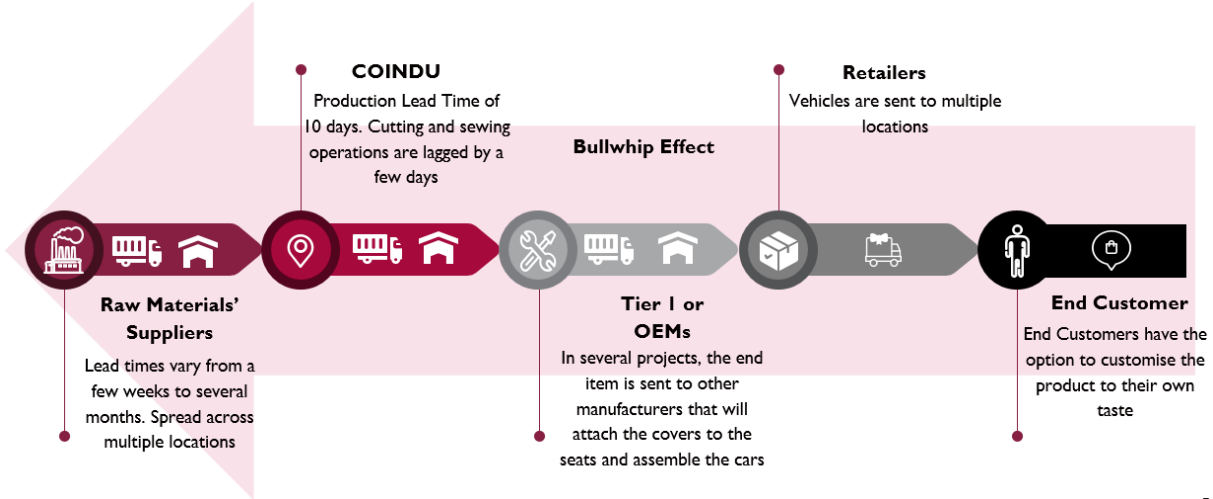 COINDU
Production Lead Time of
10 days. Cutting and sewing
operations are lagged by a
few days
Retailers
Vehicles are sent to multiple
locations
Bullwhip Effect
Raw Materials'
Suppliers
Lead times vary from a
few weeks to several
months. Spread across
multiple locations
Tier 1 or
OEMs
In several projects, the end
item is sent to other
manufacturers that will
attach the covers to the
seats and assemble the cars
End Customer
End Customers have the
option to customise the
product to their own
taste